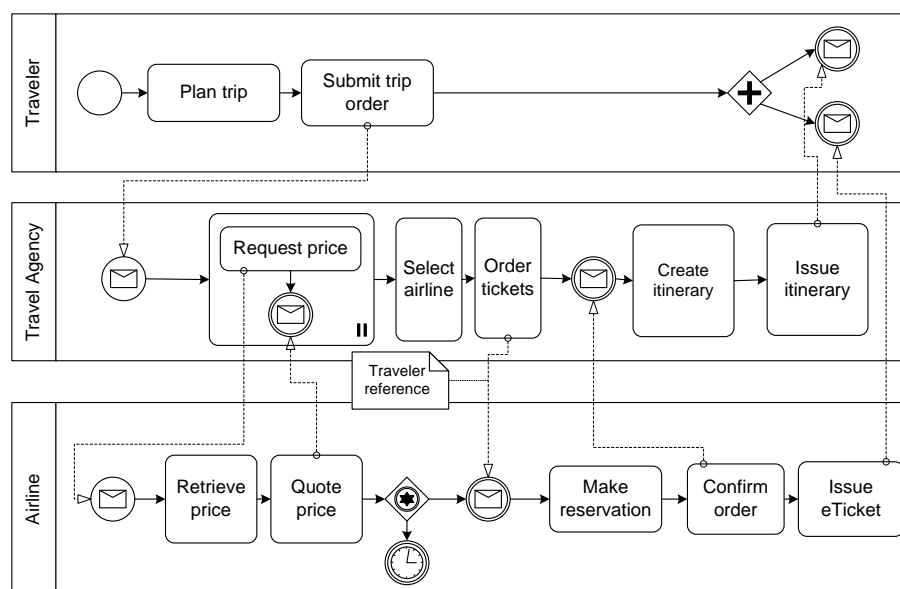 Traveler
Plan trip
Submit trip
order
Travel Agency
Request price
Select
airline
Order
tickets
Create
itinerary
Issue
itinerary
Traveler
reference
Airline
Retrieve
price
Quote
price
Make
reservation
Confirm
order
Issue
eTicket